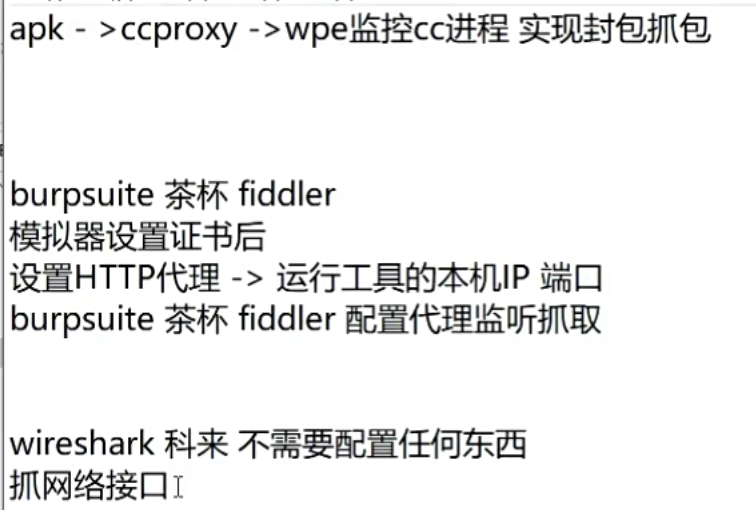 apk - >ccproxy ->wpe监控cc进程 实现封包抓包
burpsuite 茶杯 fiddler
模拟器设置证书后
设置HTTP代理 -> 运行工具的本机IP 端口
burpsuite 茶杯 fiddler 配置代理监听抓取
wireshark 科来 不需要配置任何东西
抓网络接口